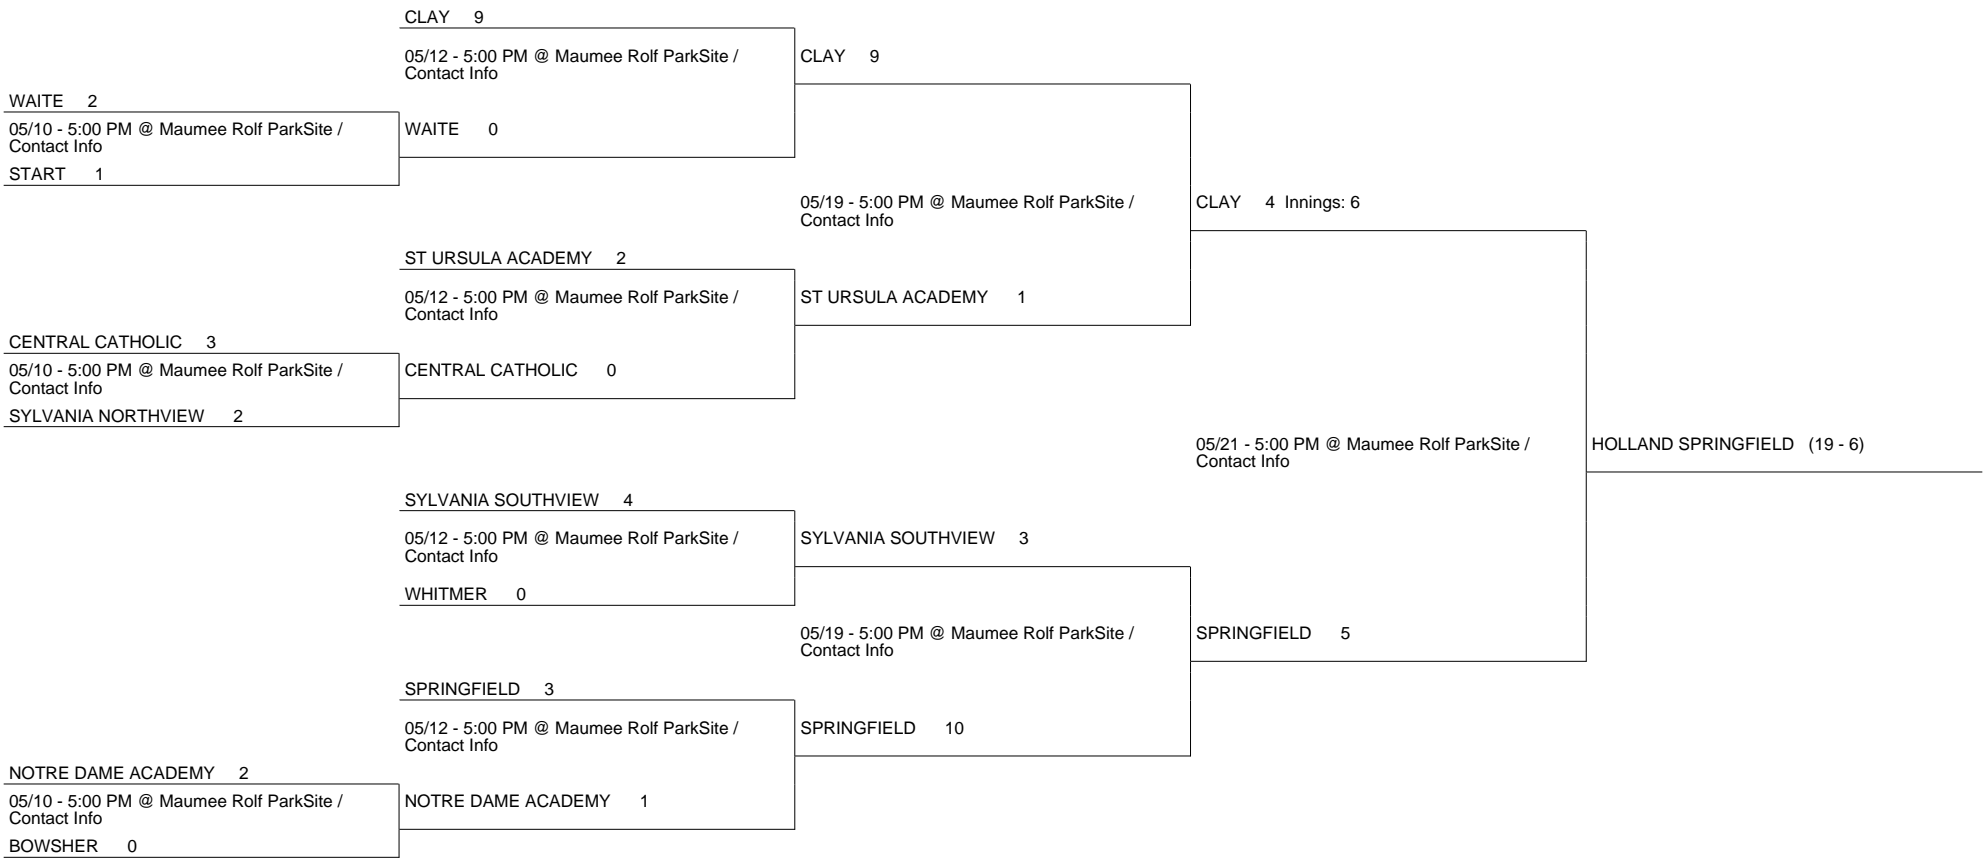 CLAY 9
05/12 - 5:00 PM @ Maumee Rolf ParkSite /
Contact Info
CLAY 9
WAITE 2
05/10 - 5:00 PM @ Maumee Rolf ParkSite /
Contact Info
WAITE 0
START 1
05/19 - 5:00 PM @ Maumee Rolf ParkSite /
Contact Info
CLAY 4 Innings: 6
ST URSULA ACADEMY 2
05/12 - 5:00 PM @ Maumee Rolf ParkSite /
Contact Info
ST URSULA ACADEMY 1
CENTRAL CATHOLIC 3
05/10 - 5:00 PM @ Maumee Rolf ParkSite /
Contact Info
CENTRAL CATHOLIC 0
SYLVANIA NORTHVIEW 2
05/21 - 5:00 PM @ Maumee Rolf ParkSite /
Contact Info
HOLLAND SPRINGFIELD (19 - 6)
SYLVANIA SOUTHVIEW 4
05/12 - 5:00 PM @ Maumee Rolf ParkSite /
Contact Info
SYLVANIA SOUTHVIEW 3
WHITMER 0
05/19 - 5:00 PM @ Maumee Rolf ParkSite /
Contact Info
SPRINGFIELD 5
SPRINGFIELD 3
05/12 - 5:00 PM @ Maumee Rolf ParkSite /
Contact Info
SPRINGFIELD 10
NOTRE DAME ACADEMY 2
05/10 - 5:00 PM @ Maumee Rolf ParkSite /
Contact Info
NOTRE DAME ACADEMY 1
BOWSHER 0